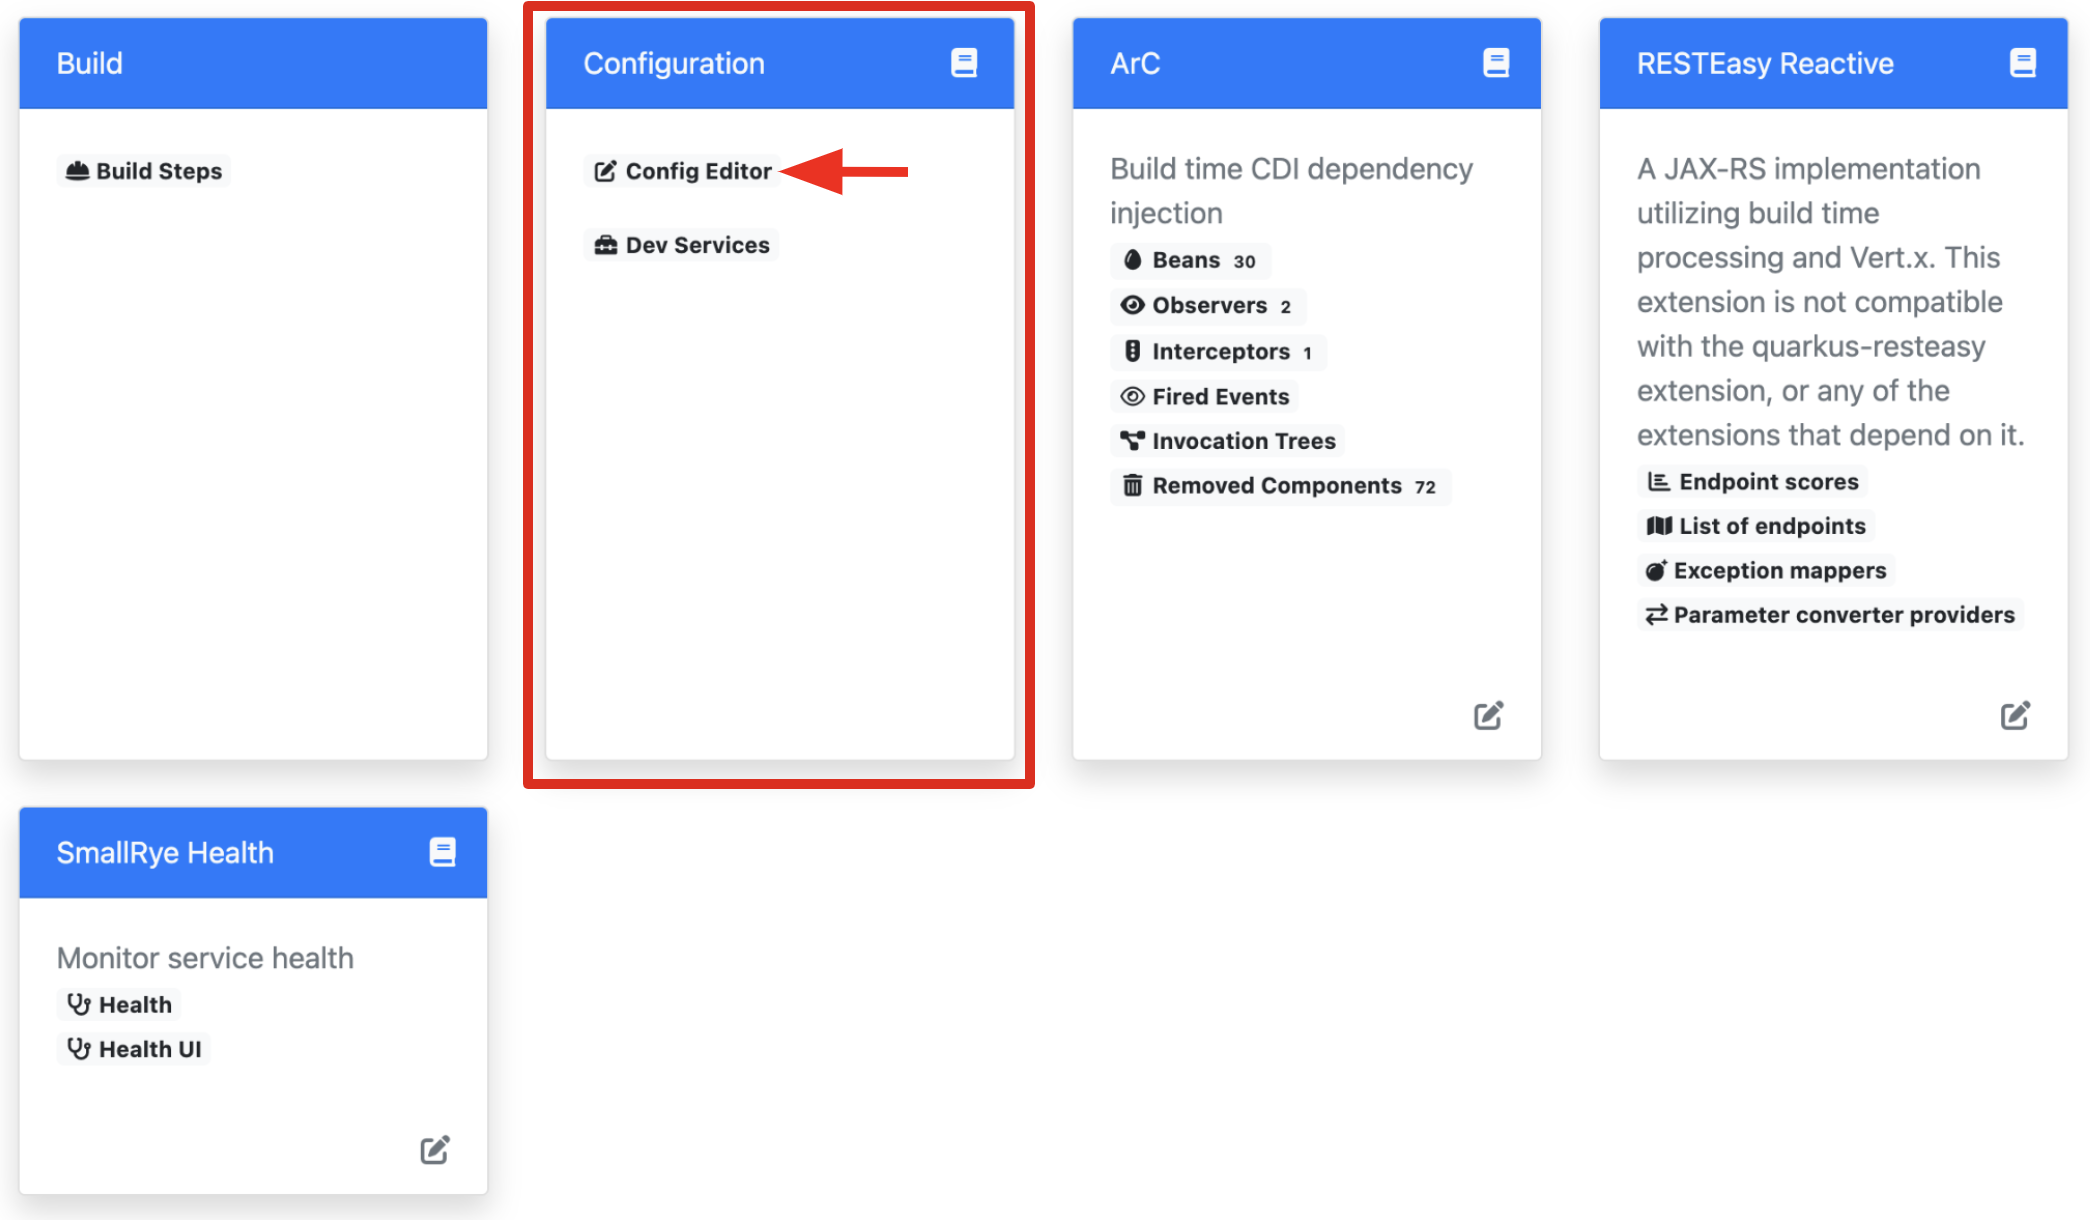 Build
Build Steps
Configuration
Config Editor
Dev Services
ArC
Build time CDI dependency
injection
Beans 30
Observers 2
Interceptors 1
Fired Events
Invocation Trees
Removed Components 72
RESTEasy Reactive
A JAX-RS implementation
utilizing build time
processing and Vert.x. This
extension is not compatible
with the quarkus-resteasy
extension, or any of the
extensions that depend on it.
Endpoint scores
List of endpoints
Exception mappers
Parameter converter providers
SmallRye Health
Monitor service health
Health
Health UI